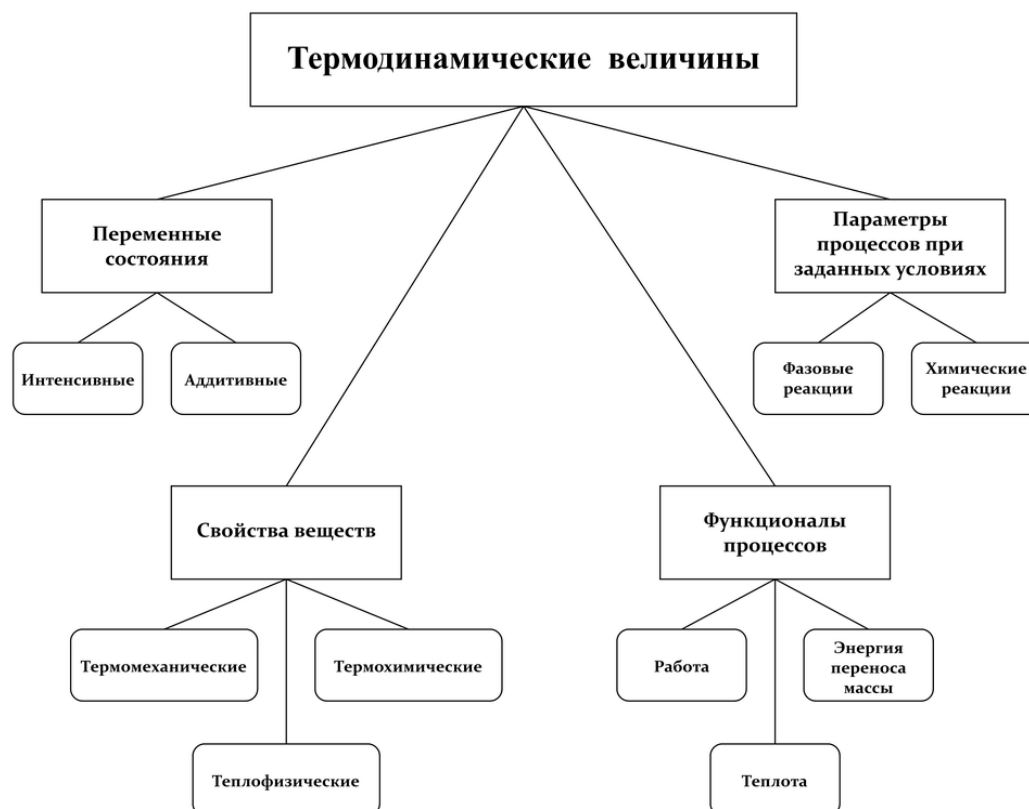 Термодинамические величины
Переменные
состояния
Параметры
процессов при
заданных условиях
Интенсивные
Аддитивные
Фазовые
реакции
Химические
реакции
Свойства веществ
Функционалы
процессов
Термомеханические
Термохимические
Работа
Энергия
переноса
массы
Теплофизические
Теплота